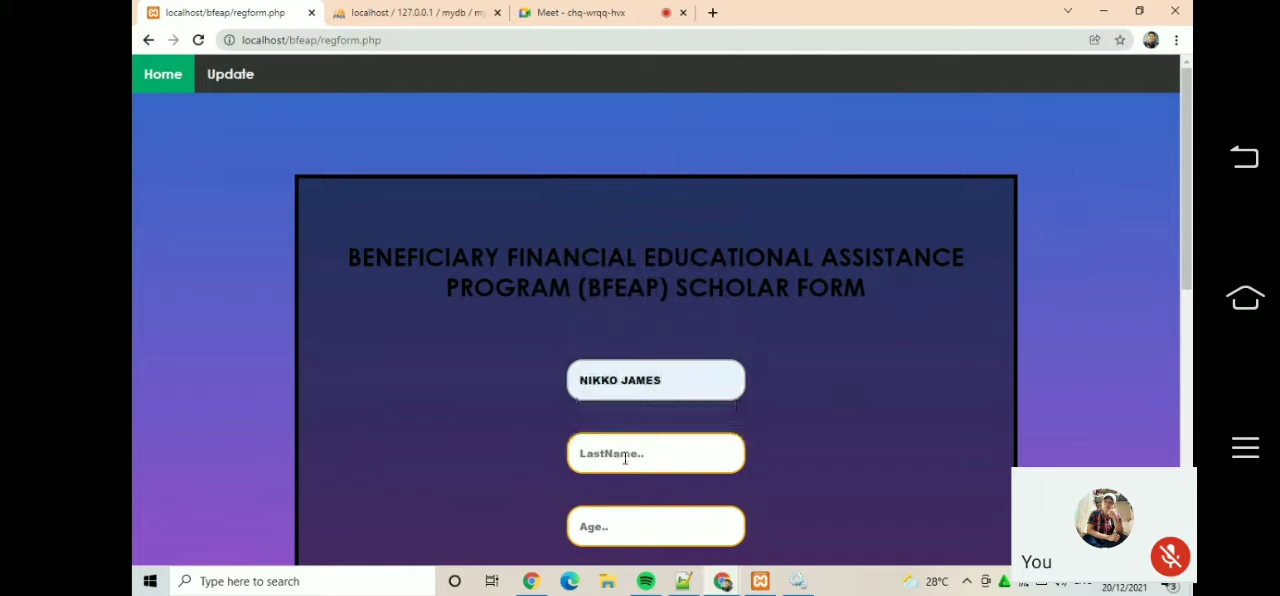 localhost/bfeap/regform.php
localhost / 127.0.0.1 / mydb / my
Meet - chq-wrqq-hvx
localhost/bfeap/regform.php
Home
Update
BENEFICIARY FINANCIAL EDUCATIONAL ASSISTANCE
PROGRAM (BFEAP) SCHOLAR FORM
NIKKO JAMES
LastName..
Age..
You
Type here to search
28°C
20/12/2021